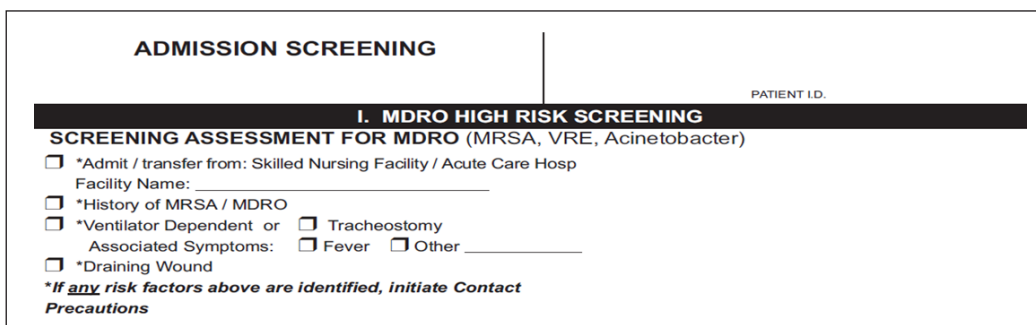 ADMISSION SCREENING
PATIENT I.D.
I. MDRO HIGH RISK SCREENING
SCREENING ASSESSMENT FOR MDRO (MRSA, VRE, Acinetobacter)
❒ *Admit / transfer from: Skilled Nursing Facility / Acute Care Hosp
Facility Name: ____________________
❒ *History of MRSA / MDRO
❒ *Ventilator Dependent or ❒ Tracheostomy
Associated Symptoms: ❒ Fever ❒ Other __________
❒ *Draining Wound
*If any risk factors above are identified, initiate Contact
Precautions